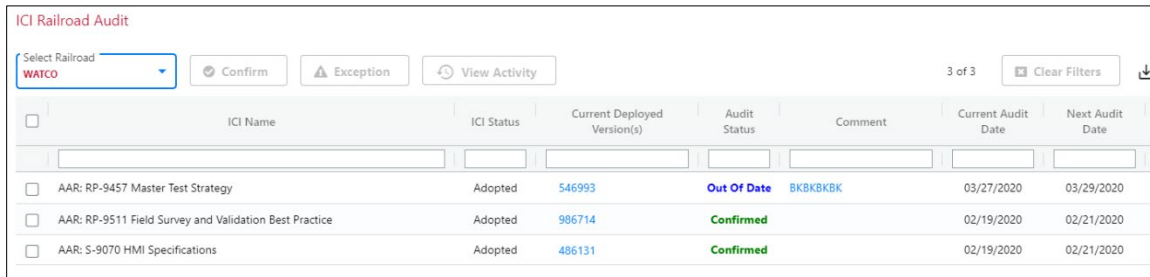 ICI Railroad Audit
Select Railroad
WATCO
Confirm
Exception
View Activity
3 of 3
Clear Filters
ICI Name ICI Status Current Deployed Version(s) Audit Status Comment Current Audit Date Next Audit Date
AAR: RP-9457 Master Test Strategy Adopted 546993 Out Of Date BKBKBKBK 03/27/2020 03/29/2020
AAR: RP-9511 Field Survey and Validation Best Practice Adopted 986714 Confirmed 02/19/2020 02/21/2020
AAR: S-9070 HMI Specifications Adopted 486131 Confirmed 02/19/2020 02/21/2020